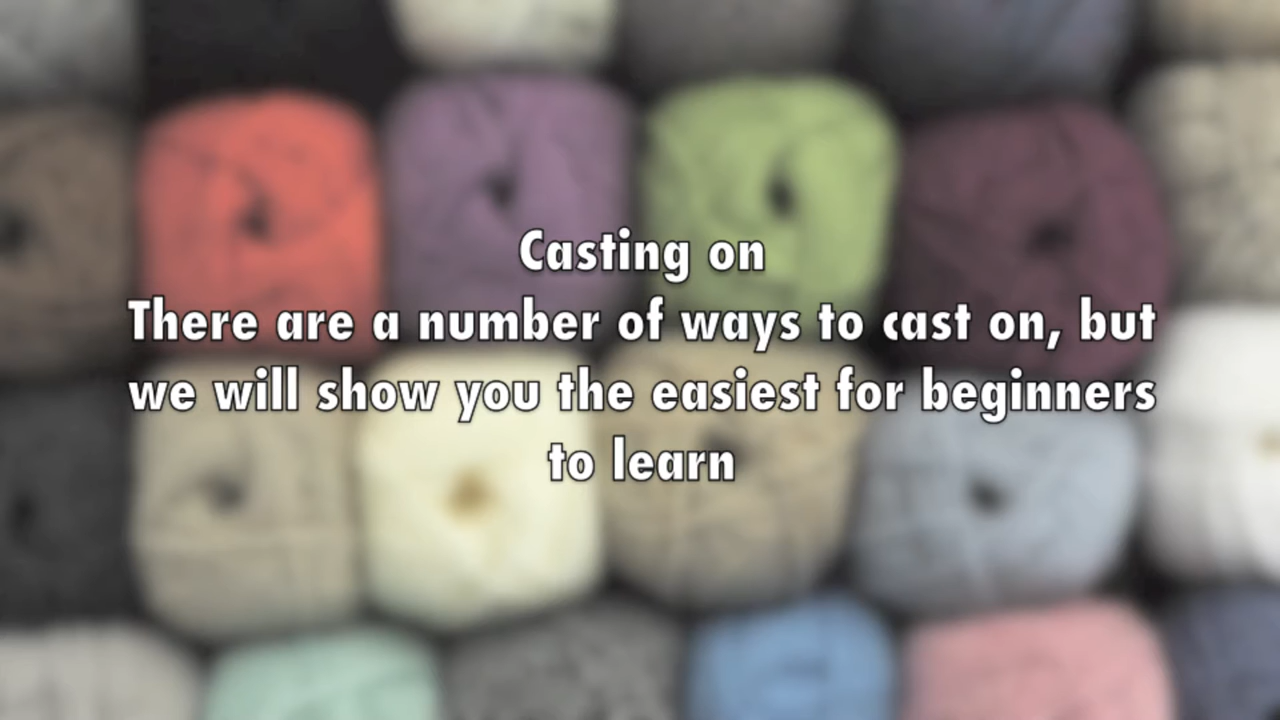 Casting on
There are a number of ways to cast on, but
we will show you the easiest for beginners
to learn